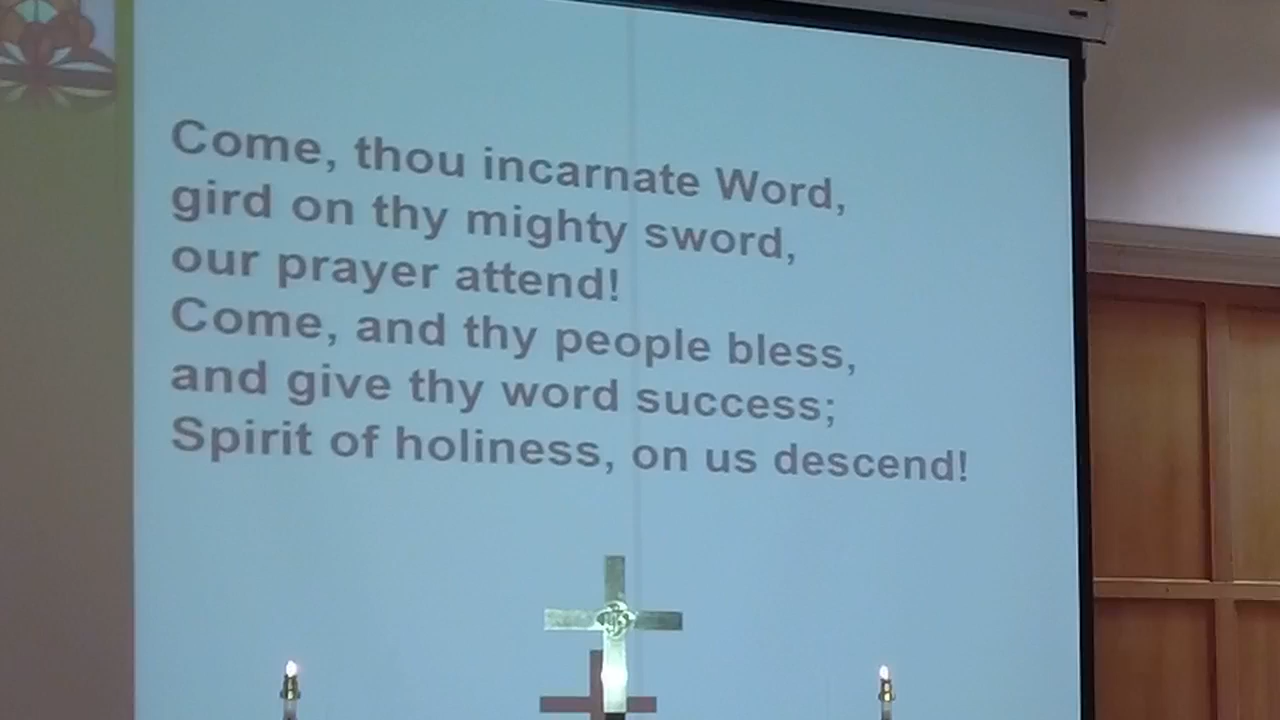 Come, thou incarnate Word,
gird on thy mighty sword,
our prayer attend!
Come, and thy people bless,
and give thy word success;
Spirit of holiness, on us descend!